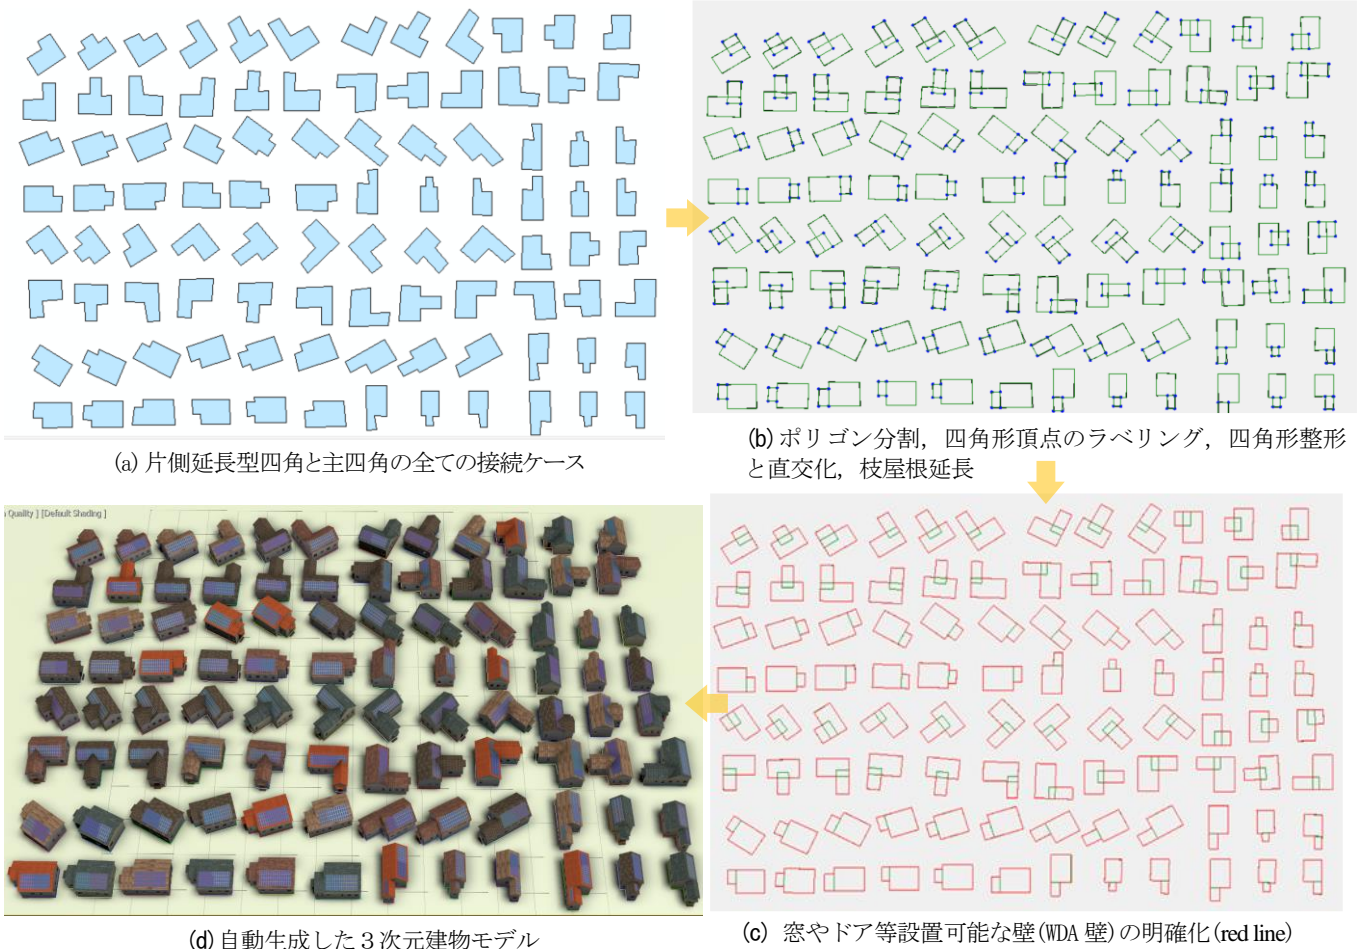 (a) 片側延長型四角と主四角の全ての接続ケース
(b) ポリゴン分割，四角形頂点のラベリング，四角形整形
と直交化，枝屋根延長
Quality ] [Default Shading ]
(d) 自動生成した３次元建物モデル
(c) 窓やドア等設置可能な壁(WDA 壁)の明確化(red line)